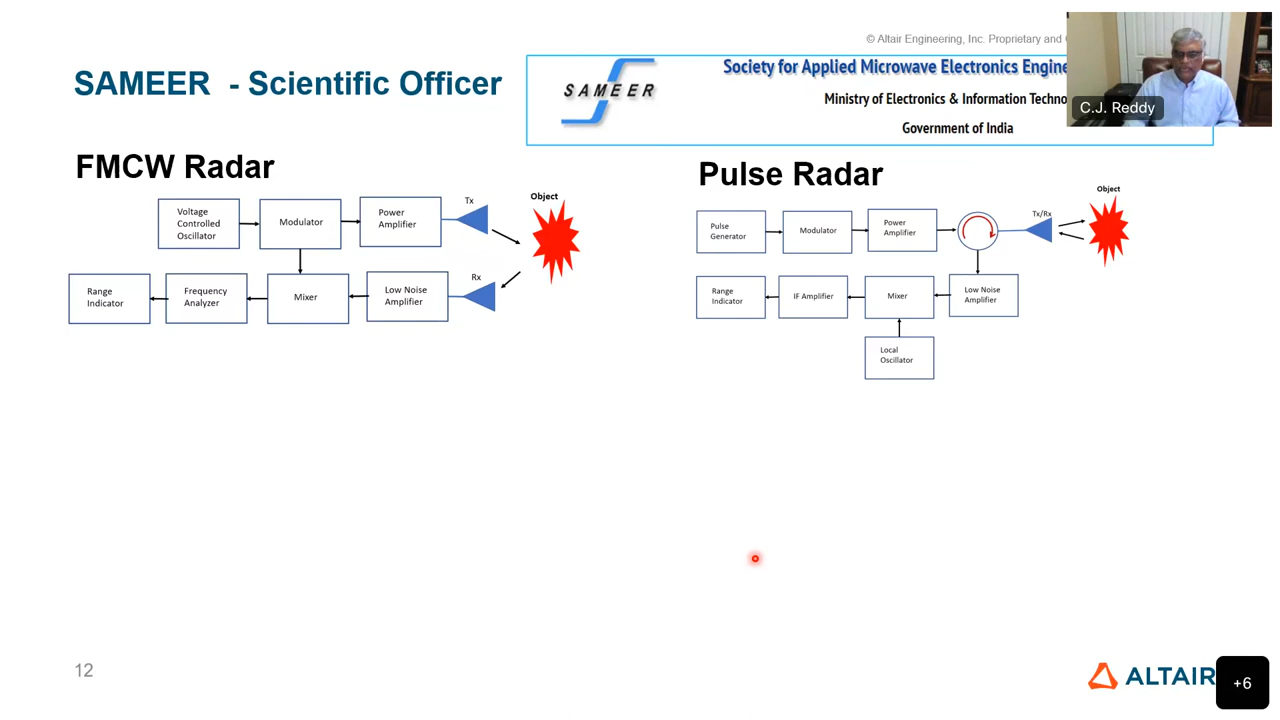 © Altair Engineering, Inc. Proprietary and
SAMEER - Scientific Officer
SAMEER
Society for Applied Microwave Electronics
Ministry of Electronics & Information
Government of India
C.J. Reddy
FMCW Radar
Voltage
Controlled
Oscillator
Modulator
Power
Amplifier
Tx
Object
Range
Indicator
Frequency
Analyzer
Mixer
Low Noise
Amplifier
Rx
Pulse Radar
Pulse
Generator
Modulator
Power
Amplifier
Tx/Rx
Object
Range
Indicator
IF Amplifier
Mixer
Low Noise
Amplifier
Local
Oscillator
12
ALTAIR
+6